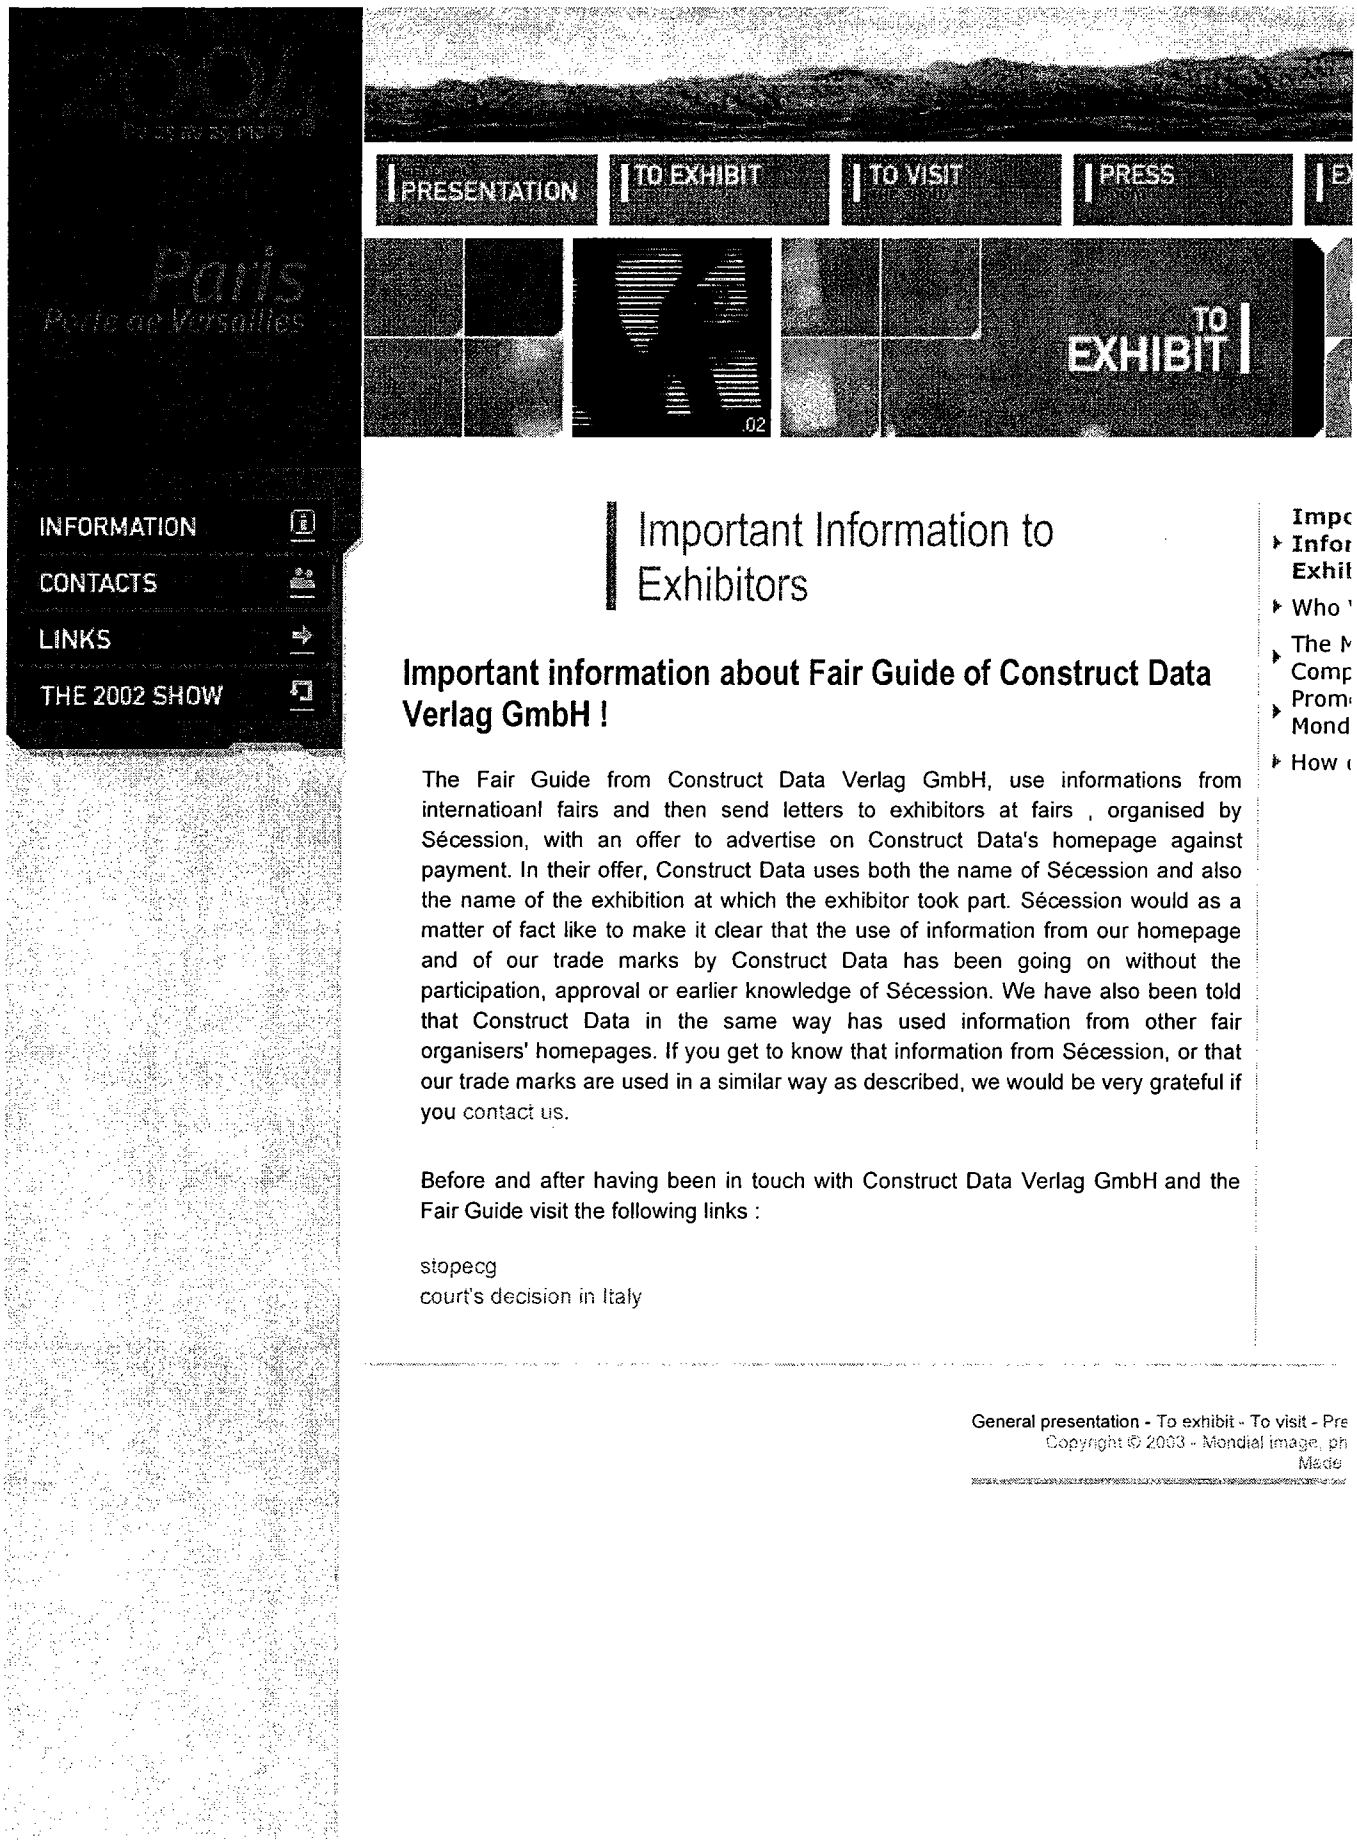 2004
Paris
Porte de Versailles
PRESENTATION
TO EXHIBIT
TO VISIT
PRESS
.02
TO
EXHIBIT
INFORMATION
CONTACTS
LINKS
THE 2002 SHOW
Important Information to
Exhibitors
Important information about Fair Guide of Construct Data
Verlag GmbH !
The Fair Guide from Construct Data Verlag GmbH, use informations from
internatioanl fairs and then send letters to exhibitors at fairs , organised by
Sécession, with an offer to advertise on Construct Data's homepage against
payment. In their offer, Construct Data uses both the name of Sécession and also
the name of the exhibition at which the exhibitor took part. Sécession would as a
matter of fact like to make it clear that the use of information from our homepage
and of our trade marks by Construct Data has been going on without the
participation, approval or earlier knowledge of Sécession. We have also been told
that Construct Data in the same way has used information from other fair
organisers' homepages. If you get to know that information from Sécession, or that
our trade marks are used in a similar way as described, we would be very grateful if
you contact us.
Before and after having been in touch with Construct Data Verlag GmbH and the
Fair Guide visit the following links :
stopecg
court's decision in Italy
Impo
Infor
Exhib
Who
The M
Comp
Prom
Mond
How
General presentation - To exhibit - To visit - Pre
Copyright © 2003 - Mondial image, ph
Made